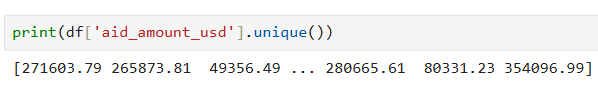 print(df['aid_amount_usd'].unique())
[271603.79 265873.81  49356.49 ... 280665.61  80331.23 354096.99]